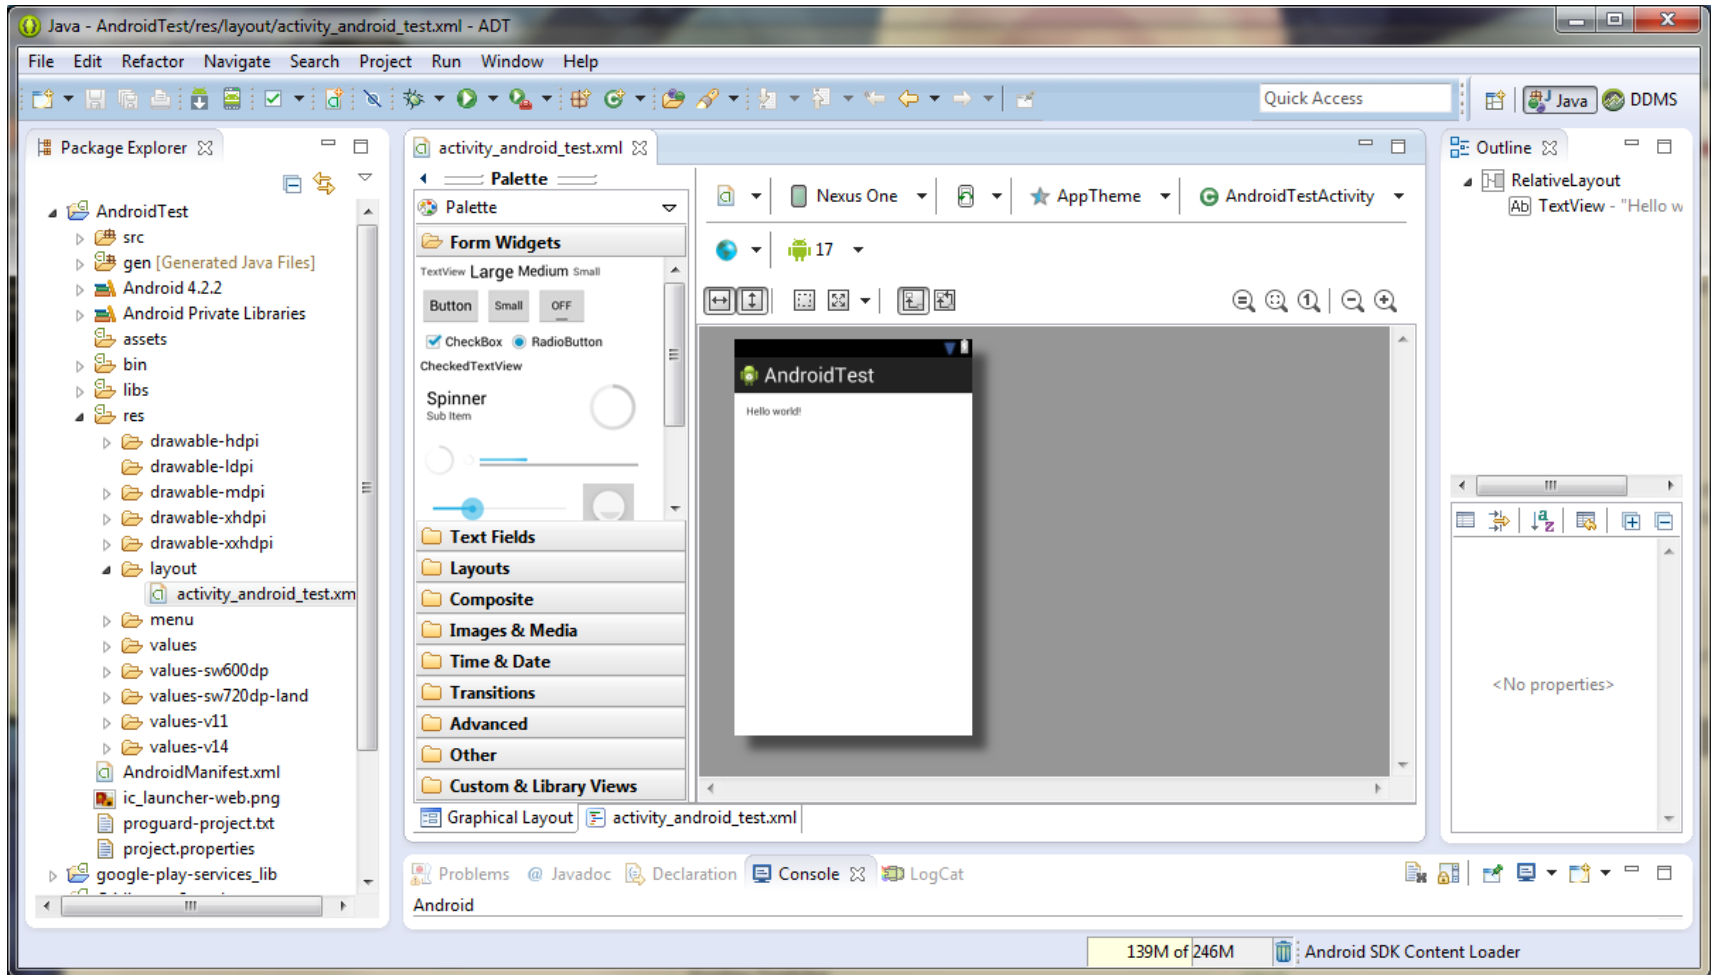 Java - AndroidTest/res/layout/activity_android_test.xml - ADT
File Edit Refactor Navigate Search Project Run Window Help
Quick Access
Java
DDMS
Package Explorer
AndroidTest
src
gen [Generated Java Files]
Android 4.2.2
Android Private Libraries
assets
bin
libs
res
drawable-hdpi
drawable-ldpi
drawable-mdpi
drawable-xhdpi
drawable-xxhdpi
layout
activity_android_test.xm
menu
values
values-sw600dp
values-sw720dp-land
values-v11
values-v14
AndroidManifest.xml
ic_launcher-web.png
proguard-project.txt
project.properties
google-play-services_lib
activity_android_test.xml
Palette
Palette
Form Widgets
TextView Large Medium Small
Button Small OFF
CheckBox RadioButton
CheckedTextView
Spinner
Sub Item
Text Fields
Layouts
Composite
Images & Media
Time & Date
Transitions
Advanced
Other
Custom & Library Views
Nexus One AppTheme AndroidTestActivity
17
AndroidTest
Hello world!
Graphical Layout activity_android_test.xml
Outline
RelativeLayout
Ab TextView - "Hello w
<No properties>
Problems @ Javadoc Declaration Console LogCat
Android
139M of 246M
Android SDK Content Loader